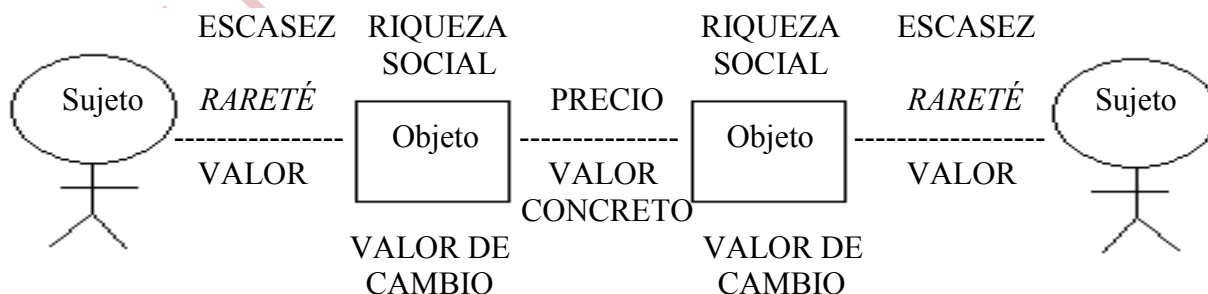 ESCASEZ RIQUEZA SOCIAL RIQUEZA SOCIAL ESCASEZ
Sujeto RARETÉ PRECIO RARETÉ Sujeto
Objeto Objeto
VALOR VALOR CONCRETO VALOR
VALOR DE CAMBIO VALOR DE CAMBIO